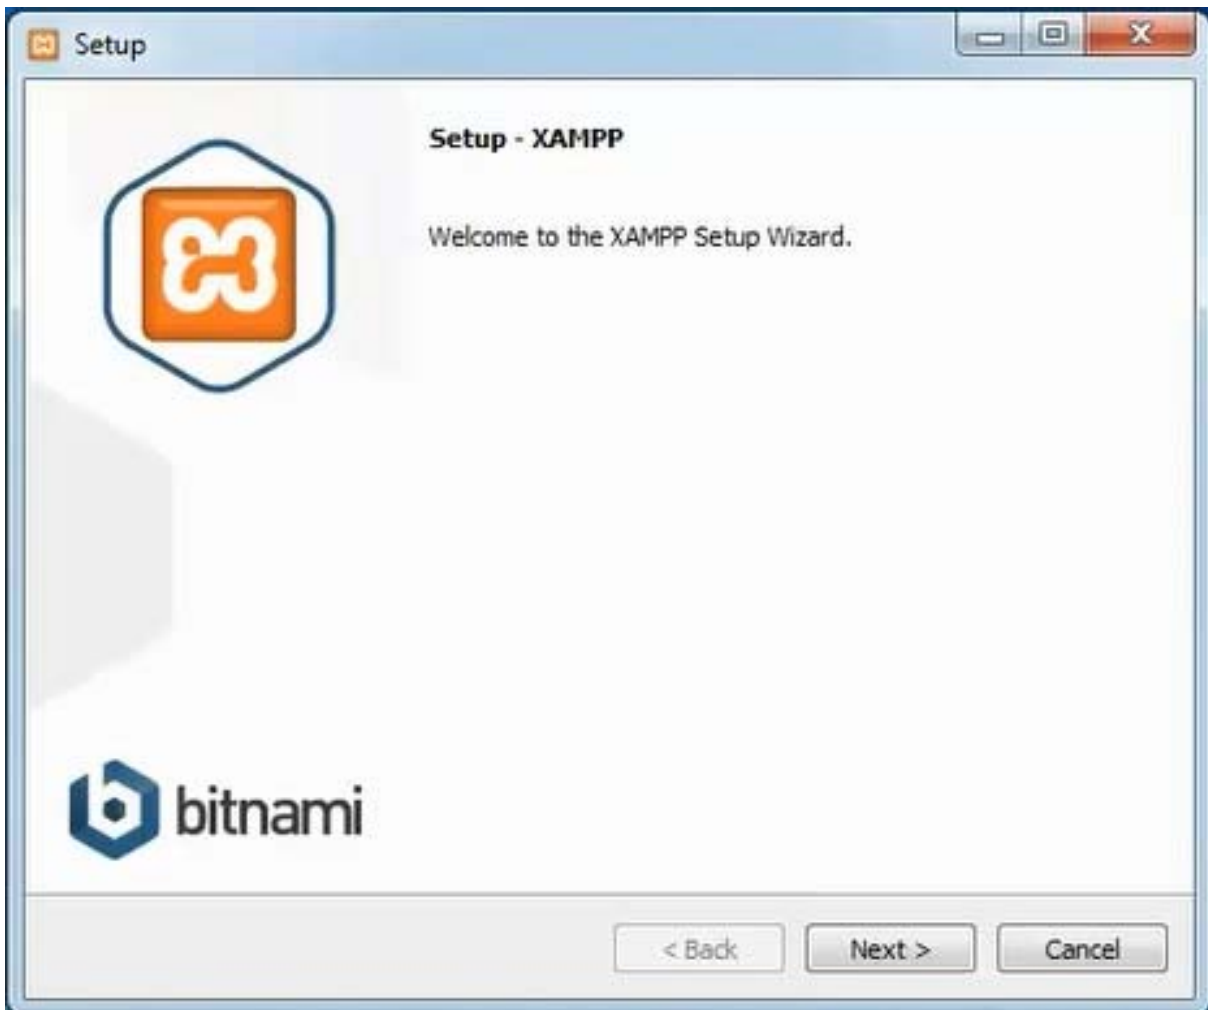 Setup
Setup - XAMPP
Welcome to the XAMPP Setup Wizard.
bitnami
< Back
Next >
Cancel